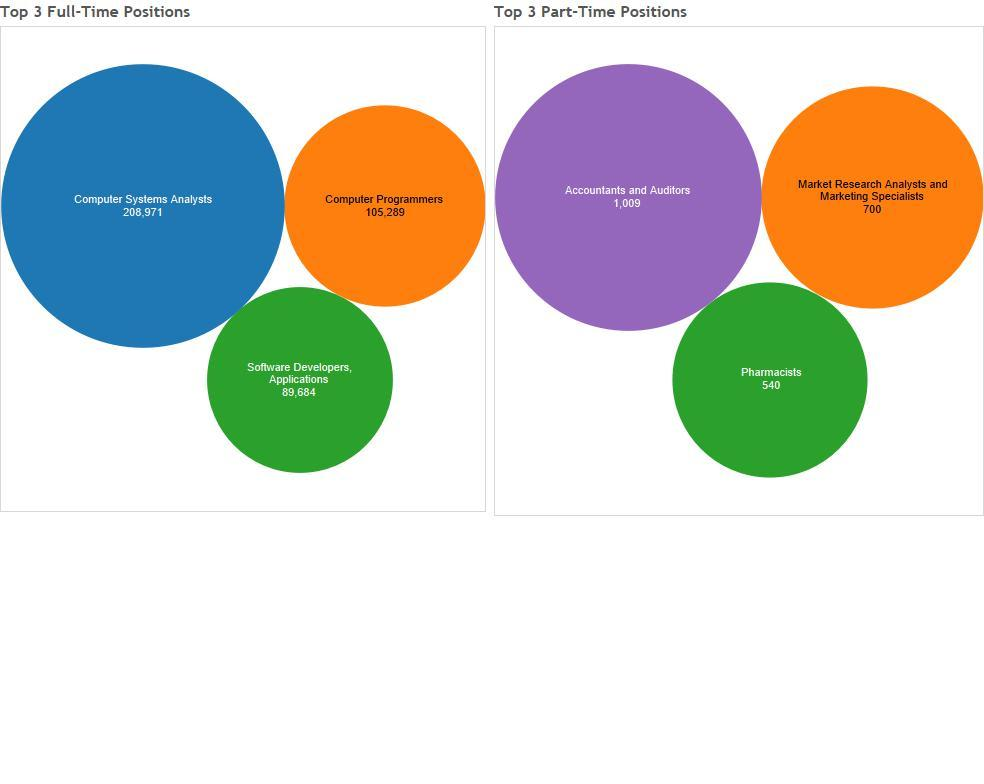 Top 3 Full-Time Positions
Computer Systems Analysts
208,971
Computer Programmers
105,289
Software Developers,
Applications
89,684
Top 3 Part-Time Positions
Accountants and Auditors
1,009
Market Research Analysts and
Marketing Specialists
700
Pharmacists
540